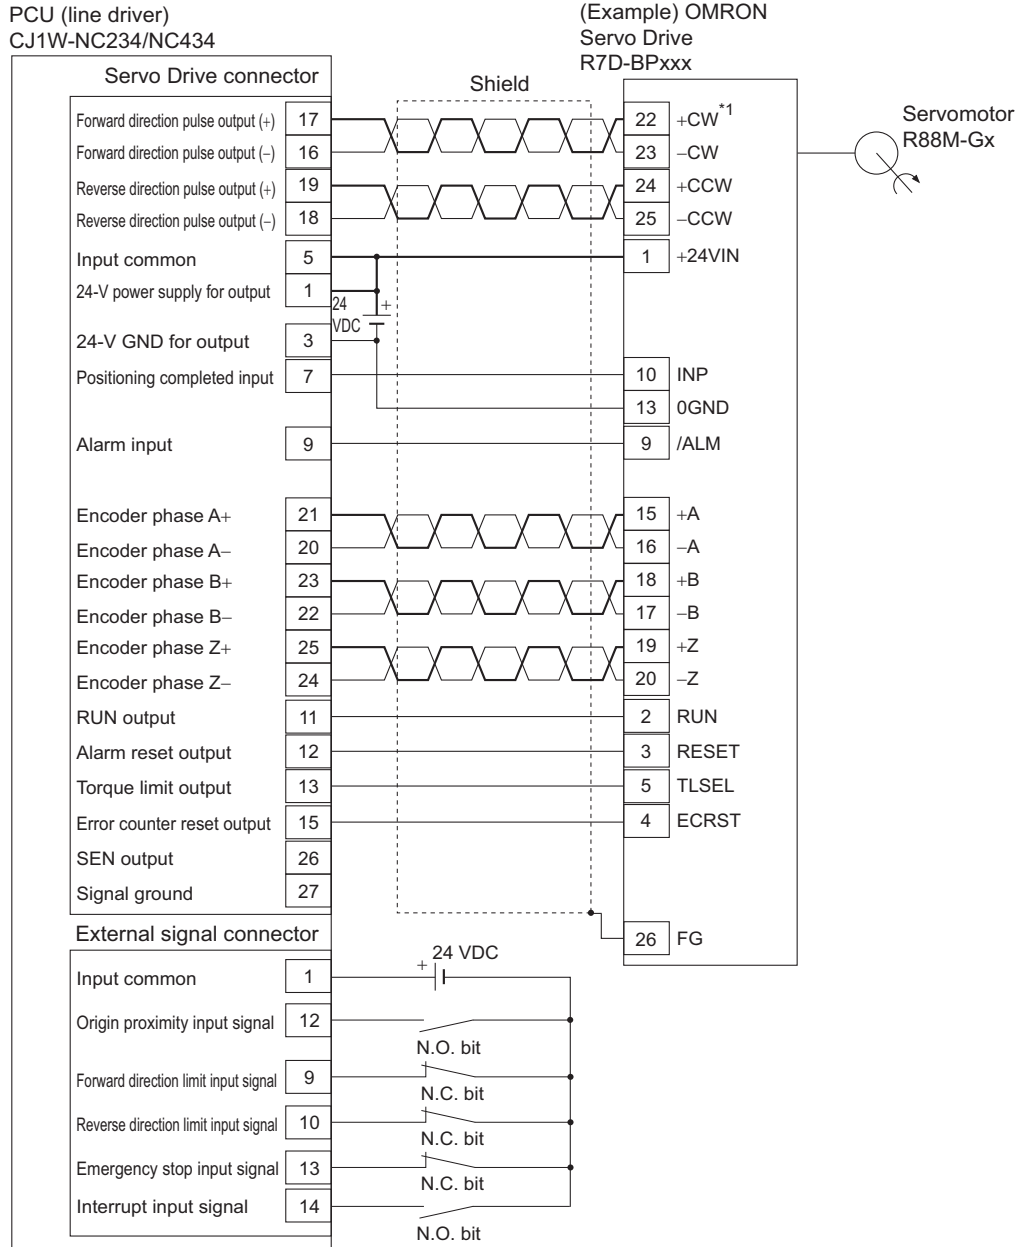 PCU (line driver)
CJ1W-NC234/NC434
(Example) OMRON
Servo Drive
R7D-BPxxx
Servo Drive connector
Shield
Servomotor
R88M-Gx
Forward direction pulse output (+) 17 22 +CW*1
Forward direction pulse output (−) 16 23 −CW
Reverse direction pulse output (+) 19 24 +CCW
Reverse direction pulse output (−) 18 25 −CCW
Input common 5 1 +24VIN
24-V power supply for output 1
24 +
VDC
24-V GND for output 3
Positioning completed input 7 10 INP
13 0GND
Alarm input 9 9 /ALM
Encoder phase A+ 21 15 +A
Encoder phase A− 20 16 −A
Encoder phase B+ 23 18 +B
Encoder phase B− 22 17 −B
Encoder phase Z+ 25 19 +Z
Encoder phase Z− 24 20 −Z
RUN output 11 2 RUN
Alarm reset output 12 3 RESET
Torque limit output 13 5 TLSEL
Error counter reset output 15 4 ECRST
SEN output 26
Signal ground 27
26 FG
External signal connector
+ 24 VDC
Input common 1
Origin proximity input signal 12
N.O. bit
Forward direction limit input signal 9
N.C. bit
Reverse direction limit input signal 10
N.C. bit
Emergency stop input signal 13
N.C. bit
Interrupt input signal 14
N.O. bit